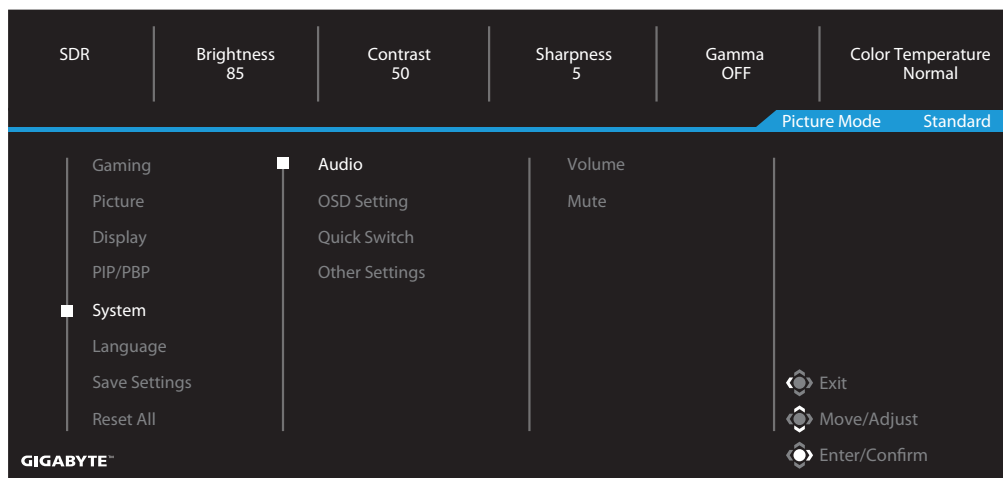 SDR
Brightness
85
Contrast
50
Sharpness
5
Gamma
OFF
Color Temperature
Normal
Picture Mode Standard
Gaming
Picture
Display
PIP/PBP
System
Language
Save Settings
Reset All
Audio
OSD Setting
Quick Switch
Other Settings
Volume
Mute
Exit
Move/Adjust
Enter/Confirm
GIGABYTE™